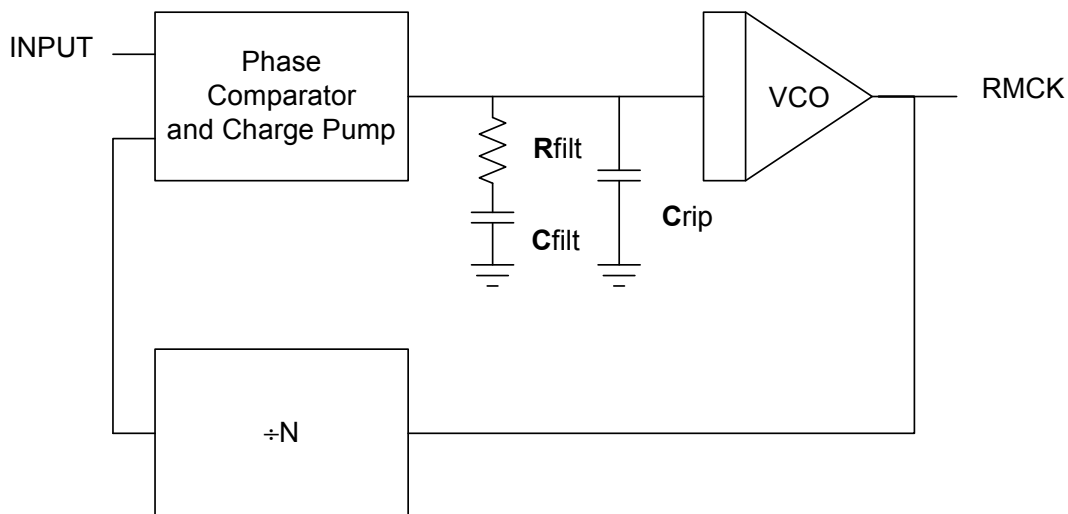 INPUT
Phase
Comparator
and Charge Pump
VCO
RMCK
Rfilt
Cfilt
Crip
÷N